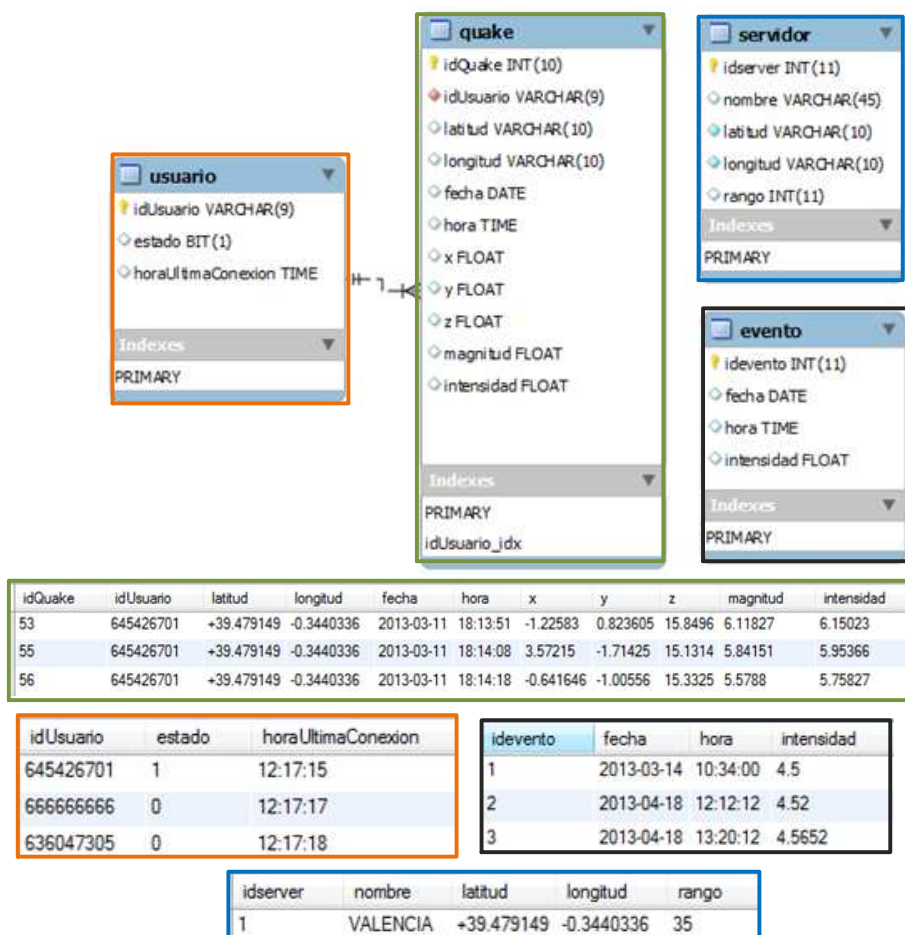 quake
idQuake INT(10)
idUsuario VARCHAR(9)
latitud VARCHAR(10)
longitud VARCHAR(10)
fecha DATE
hora TIME
x FLOAT
y FLOAT
z FLOAT
magnitud FLOAT
intensidad FLOAT
Indexes
PRIMARY
idUsuario_idx
servidor
idserver INT(11)
nombre VARCHAR(45)
latitud VARCHAR(10)
longitud VARCHAR(10)
rango INT(11)
Indexes
PRIMARY
usuario
idUsuario VARCHAR(9)
estado BIT(1)
horaUltimaConexion TIME
Indexes
PRIMARY
evento
idevento INT(11)
fecha DATE
hora TIME
intensidad FLOAT
Indexes
PRIMARY
idQuake idUsuario latitud longitud fecha hora x y z magnitud intensidad
53 645426701 +39.479149 -0.3440336 2013-03-11 18:13:51 -1.22583 0.823605 15.8496 6.11827 6.15023
55 645426701 +39.479149 -0.3440336 2013-03-11 18:14:08 3.57215 -1.71425 15.1314 5.84151 5.95366
56 645426701 +39.479149 -0.3440336 2013-03-11 18:14:18 -0.641646 -1.00556 15.3325 5.5788 5.75827
idUsuario estado horaUltimaConexion
645426701 1 12:17:15
666666666 0 12:17:17
636047305 0 12:17:18
idevento fecha hora intensidad
1 2013-03-14 10:34:00 4.5
2 2013-04-18 12:12:12 4.52
3 2013-04-18 13:20:12 4.5652
idserver nombre latitud longitud rango
1 VALENCIA +39.479149 -0.3440336 35